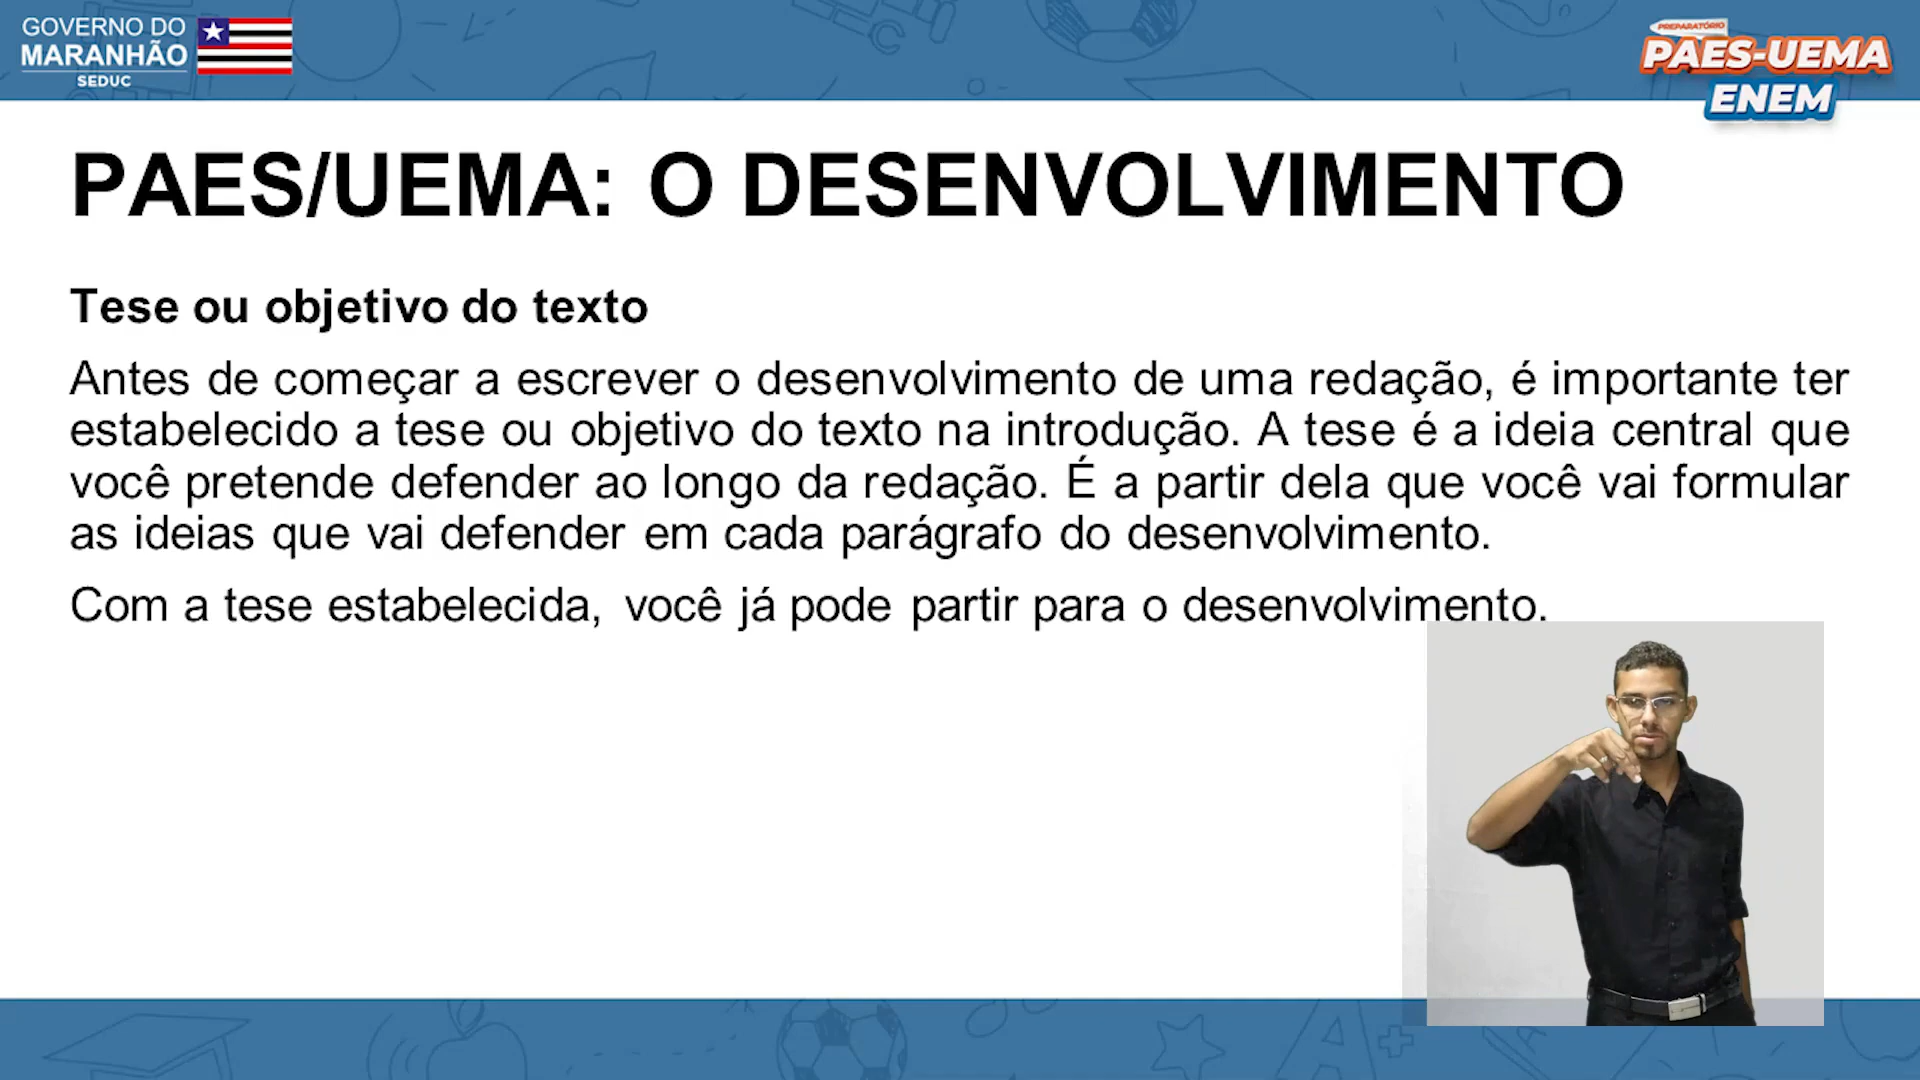 GOVERNO DO
MARANHÃO
SEDUC
PREPARATÓRIO
PAES-UEMA
ENEM
PAES/UEMA: O DESENVOLVIMENTO
Tese ou objetivo do texto
Antes de começar a escrever o desenvolvimento de uma redação, é importante ter
estabelecido a tese ou objetivo do texto na introdução. A tese é a ideia central que
você pretende defender ao longo da redação. É a partir dela que você vai formular
as ideias que vai defender em cada parágrafo do desenvolvimento.
Com a tese estabelecida, você já pode partir para o desenvolvimento.
A+